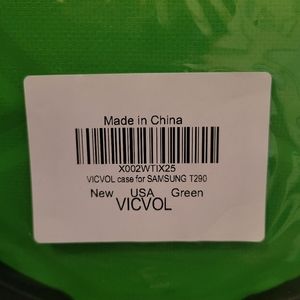 Made in China
X002WTIX25
VICVOL case for SAMSUNG T290
New USA Green
VICVOL